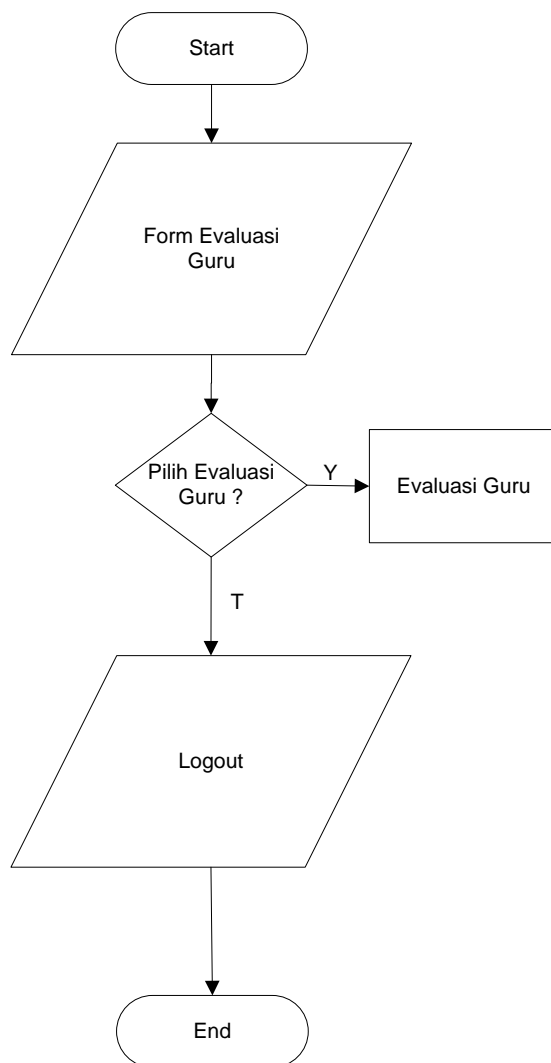 Start
Form Evaluasi
Guru
Pilih Evaluasi
Guru ?
Y
Evaluasi Guru
T
Logout
End